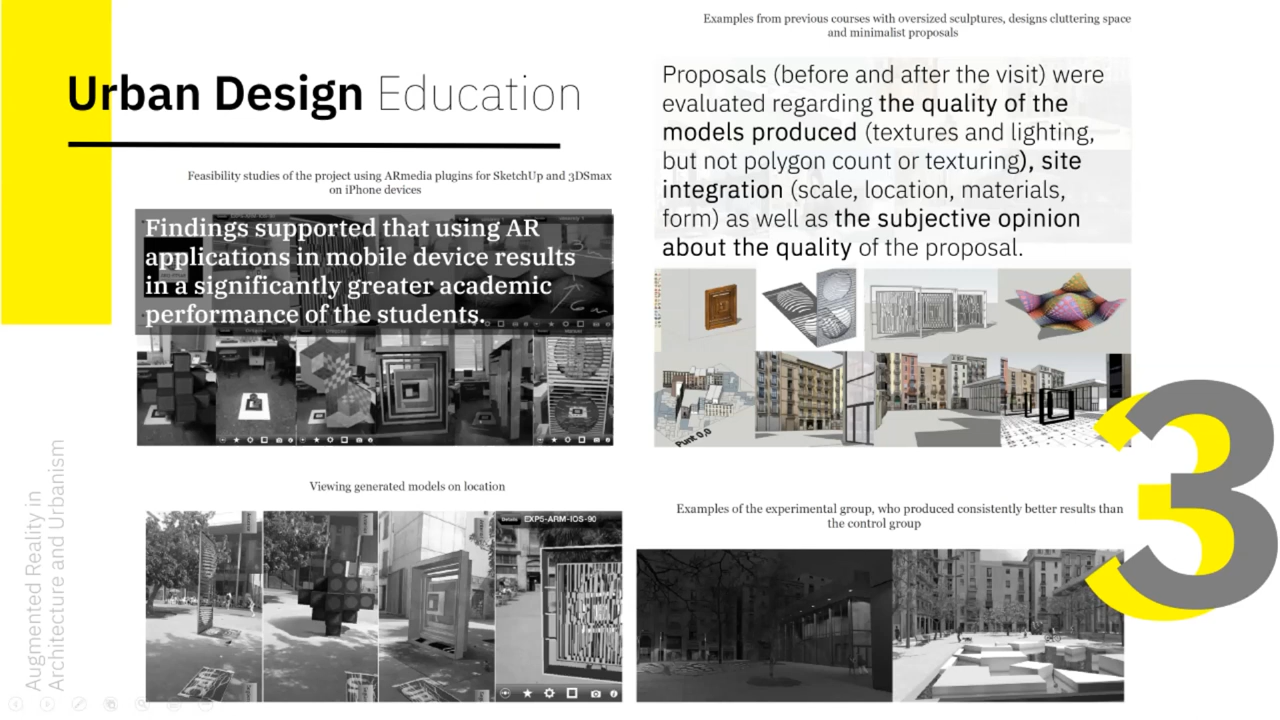 Urban Design Education
Feasibility studies of the project using ARmedia plugins for SketchUp and 3DSmax
on iPhone devices
Findings supported that using AR
applications in mobile device results
in a significantly greater academic
performance of the students.
Viewing generated models on location
EXP5-ARM-IOS-90
Examples from previous courses with oversized sculptures, designs cluttering space
and minimalist proposals
Proposals (before and after the visit) were
evaluated regarding the quality of the
models produced (textures and lighting,
but not polygon count or texturing), site
integration (scale, location, materials,
form) as well as the subjective opinion
about the quality of the proposal.
Punt 0,0
Examples of the experimental group, who produced consistently better results than
the control group
3
Augmented Reality in
Architecture and Urbanism